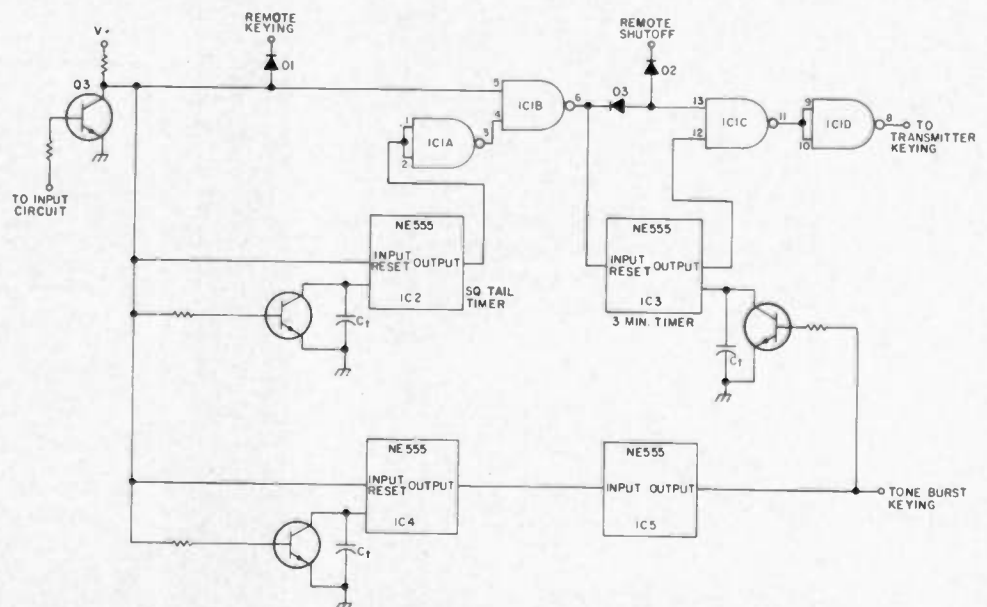 V+
Q3
REMOTE
KEYING
D1
REMOTE
SHUTOFF
D2
TO INPUT
CIRCUIT
1
2
IC1A
3
5
4
IC1B
6
D3
13
12
IC1C
11
9
10
IC1D
8
TO
TRANSMITTER
KEYING
NE555
INPUT
RESET OUTPUT
IC2
SQ. TAIL
TIMER
Ct
NE555
INPUT
RESET OUTPUT
IC3
3 MIN. TIMER
Ct
NE555
INPUT
RESET OUTPUT
IC4
Ct
NE555
INPUT OUTPUT
IC5
TONE BURST
KEYING